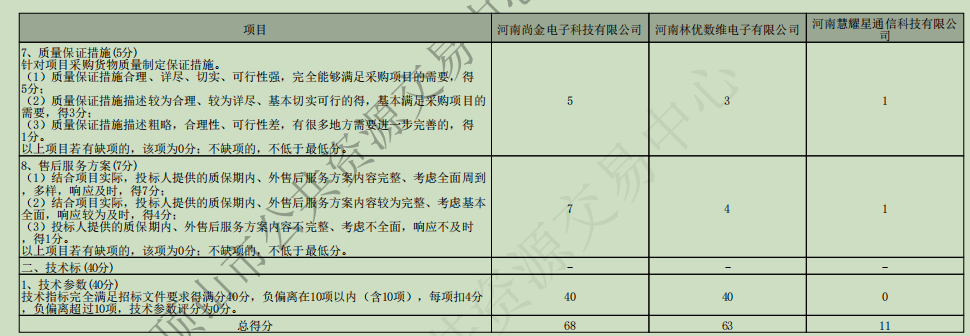 项目 河南尚金电子科技有限公司 河南林优数维电子有限公司 河南慧耀星通信科技有限公
司
7、质量保证措施(5分)
针对项目采购货物质量制定保证措施。
（1）质量保证措施合理、详尽、切实、可行性强，完全能够满足采购项目的需要，得
5分；
（2）质量保证措施描述较为合理、较为详尽、基本切实可行的得，基本满足采购项目的
需要，得3分；
（3）质量保证措施描述粗略，合理性、可行性差，有很多地方需要进一步完善的，得
1分。
以上项目若有缺项的，该项为0分；不缺项的，不低于最低分。
5 3 1
8、售后服务方案(7分)
（1）结合项目实际，投标人提供的质保期内、外售后服务方案内容完整、考虑全面周到
，多样，响应及时，得7分；
（2）结合项目实际，投标人提供的质保期内、外售后服务方案内容较为完整、考虑基本
全面，响应较为及时，得4分；
（3）投标人提供的质保期内、外售后服务方案内容不完整、考虑不全面，响应不及时
，得1分。
以上项目若有缺项的，该项为0分；不缺项的，不低于最低分。
7 4 1
二、技术标(40分) - - -
1、技术参数(40分)
技术指标完全满足招标文件要求得满分40分，负偏离在10项以内（含10项），每项扣4分
，负偏离超过10项，技术参数评分为0分。
40 40 0
总得分 68 63 11
顶山市公共资源交易中心
共资源交易中心